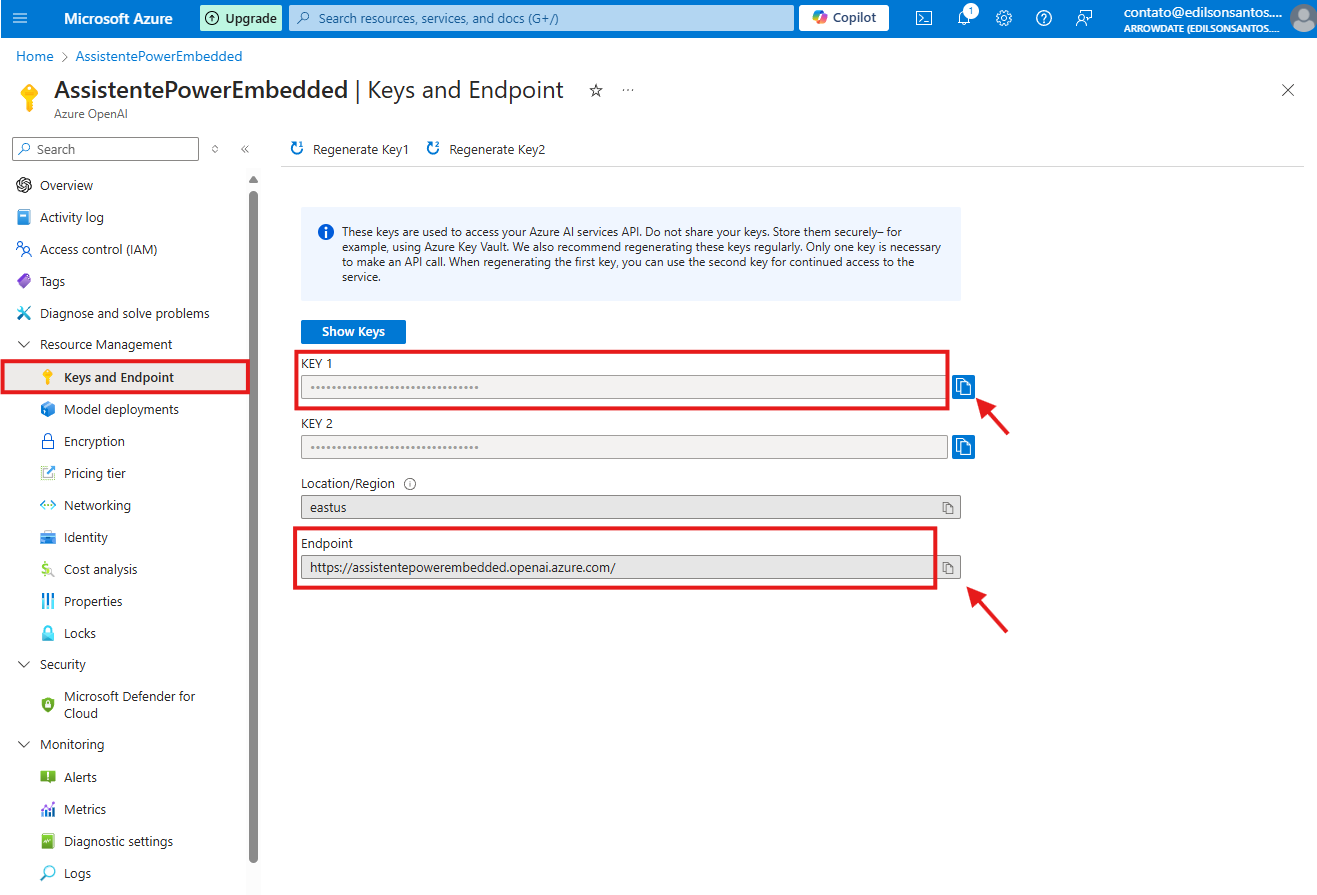 Microsoft Azure
Upgrade
Search resources, services, and docs (G+/)
Copilot
1
contato@edilsonsantos....
ARROWDATE (EDILSONSANTOS....
Home > AssistentePowerEmbedded
AssistentePowerEmbedded | Keys and Endpoint
Azure OpenAI
Search
Regenerate Key1
Regenerate Key2
Overview
Activity log
Access control (IAM)
Tags
Diagnose and solve problems
Resource Management
Keys and Endpoint
Model deployments
Encryption
Pricing tier
Networking
Identity
Cost analysis
Properties
Locks
Security
Microsoft Defender for
Cloud
Monitoring
Alerts
Metrics
Diagnostic settings
Logs
These keys are used to access your Azure AI services API. Do not share your keys. Store them securely– for
example, using Azure Key Vault. We also recommend regenerating these keys regularly. Only one key is necessary
to make an API call. When regenerating the first key, you can use the second key for continued access to the
service.
Show Keys
KEY 1
••••••••••••••••••••••••••••••••
KEY 2
••••••••••••••••••••••••••••••••
Location/Region
eastus
Endpoint
https://assistentepowerembedded.openai.azure.com/